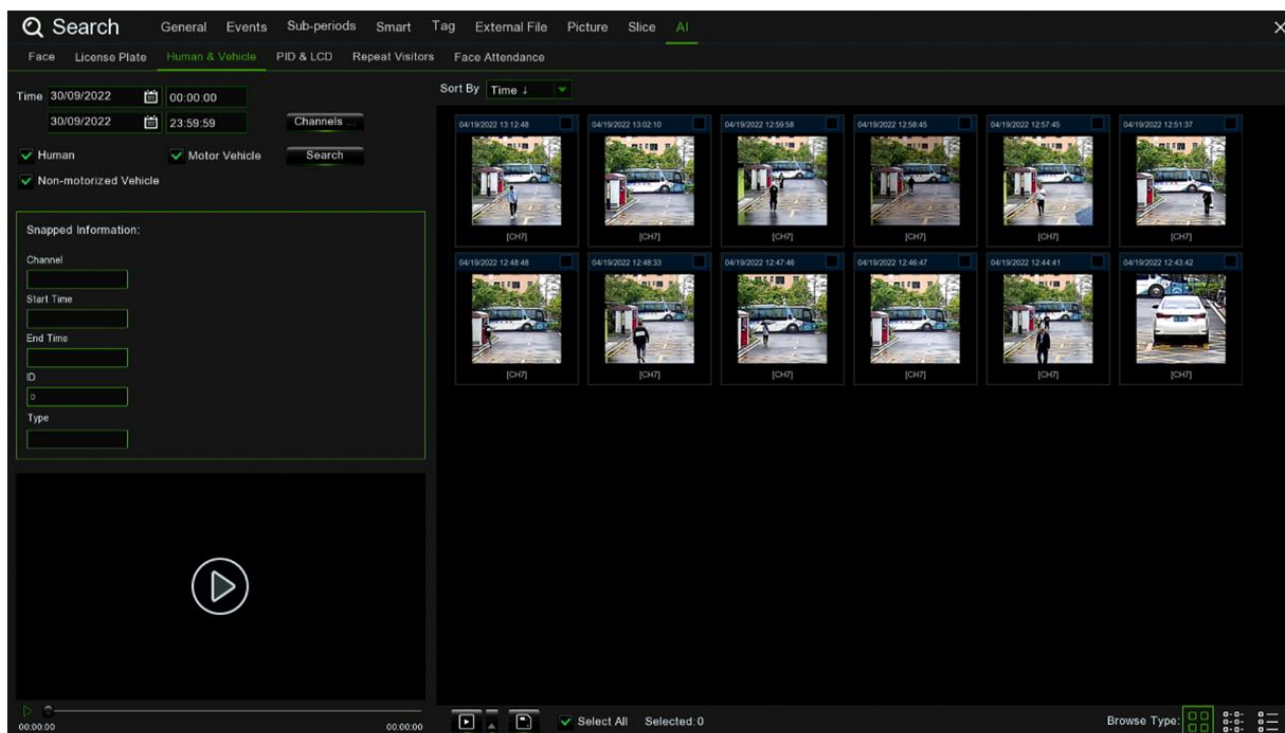 Search General Events Sub-periods Smart Tag External File Picture Slice AI
Face License Plate Human & Vehicle PID & LCD Repeat Visitors Face Attendance
Time 30/09/2022 00:00:00
30/09/2022 23:59:59 Channels ...
Human Motor Vehicle Search
Non-motorized Vehicle
Snapped Information:
Channel
Start Time
End Time
ID
0
Type
00:00:00 00:00:00
Sort By Time ↓
04/19/2022 13:12:48 04/19/2022 13:02:10 04/19/2022 12:59:58 04/19/2022 12:58:45 04/19/2022 12:57:45 04/19/2022 12:51:37
[CH7] [CH7] [CH7] [CH7] [CH7] [CH7]
04/19/2022 12:48:48 04/19/2022 12:48:33 04/19/2022 12:47:46 04/19/2022 12:46:47 04/19/2022 12:44:41 04/19/2022 12:43:42
[CH7] [CH7] [CH7] [CH7] [CH7] [CH7]
Select All Selected: 0 Browse Type: